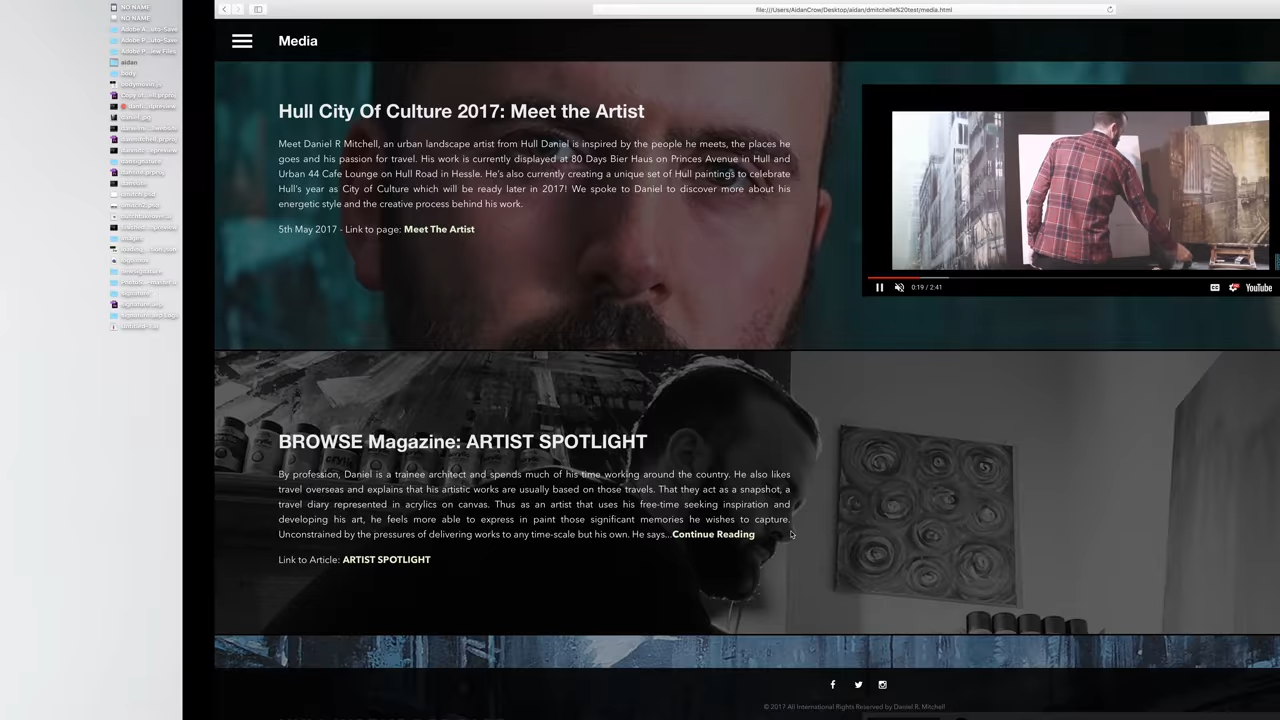 NO NAME
NO NAME
aidan
body
images
file:///Users/AidanCrow/Desktop/aidan/dmitchelle%20test/media.html
Media
Hull City Of Culture 2017: Meet the Artist
Meet Daniel R Mitchell, an urban landscape artist from Hull Daniel is inspired by the people he meets, the places he
goes and his passion for travel. His work is currently displayed at 80 Days Bier Haus on Princes Avenue in Hull and
Urban 44 Cafe Lounge on Hull Road in Hessle. He's also currently creating a unique set of Hull paintings to celebrate
Hull's year as City of Culture which will be ready later in 2017! We spoke to Daniel to discover more about his
energetic style and the creative process behind his work.
5th May 2017 - Link to page: Meet The Artist
0:19 / 2:41
YouTube
BROWSE Magazine: ARTIST SPOTLIGHT
By profession, Daniel is a trainee architect and spends much of his time working around the country. He also likes
travel overseas and explains that his artistic works are usually based on those travels. That they act as a snapshot, a
travel diary represented in acrylics on canvas. Thus as an artist that uses his free-time seeking inspiration and
developing his art, he feels more able to express in paint those significant memories he wishes to capture.
Unconstrained by the pressures of delivering works to any time-scale but his own. He says...Continue Reading
Link to Article: ARTIST SPOTLIGHT
© 2017 All International Rights Reserved by Daniel R. Mitchell